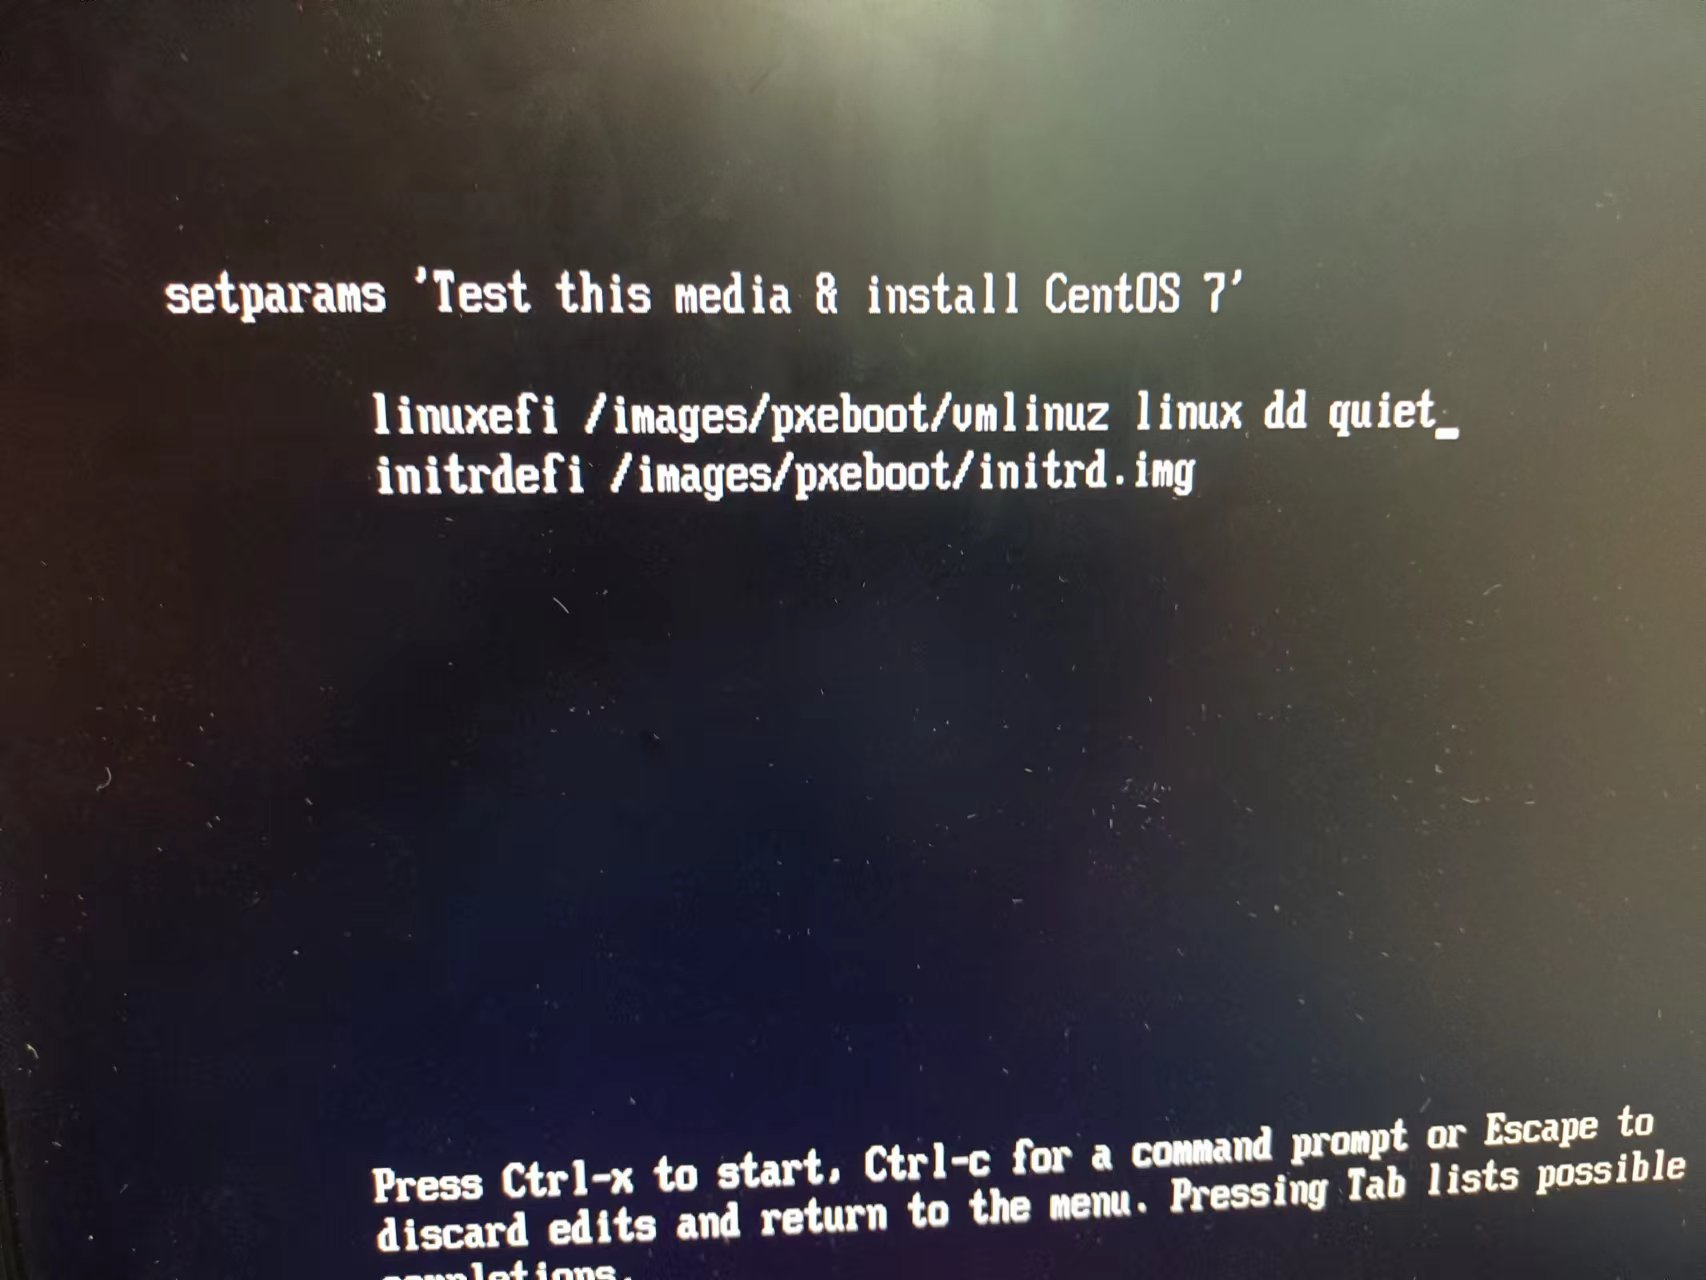 setparams 'Test this media & install CentOS 7'
linuxefi /images/pxeboot/vmlinuz linux dd quiet_
initrdefi /images/pxeboot/initrd.img
Press Ctrl-x to start, Ctrl-c for a command prompt or Escape to
discard edits and return to the menu. Pressing Tab lists possible
completions.